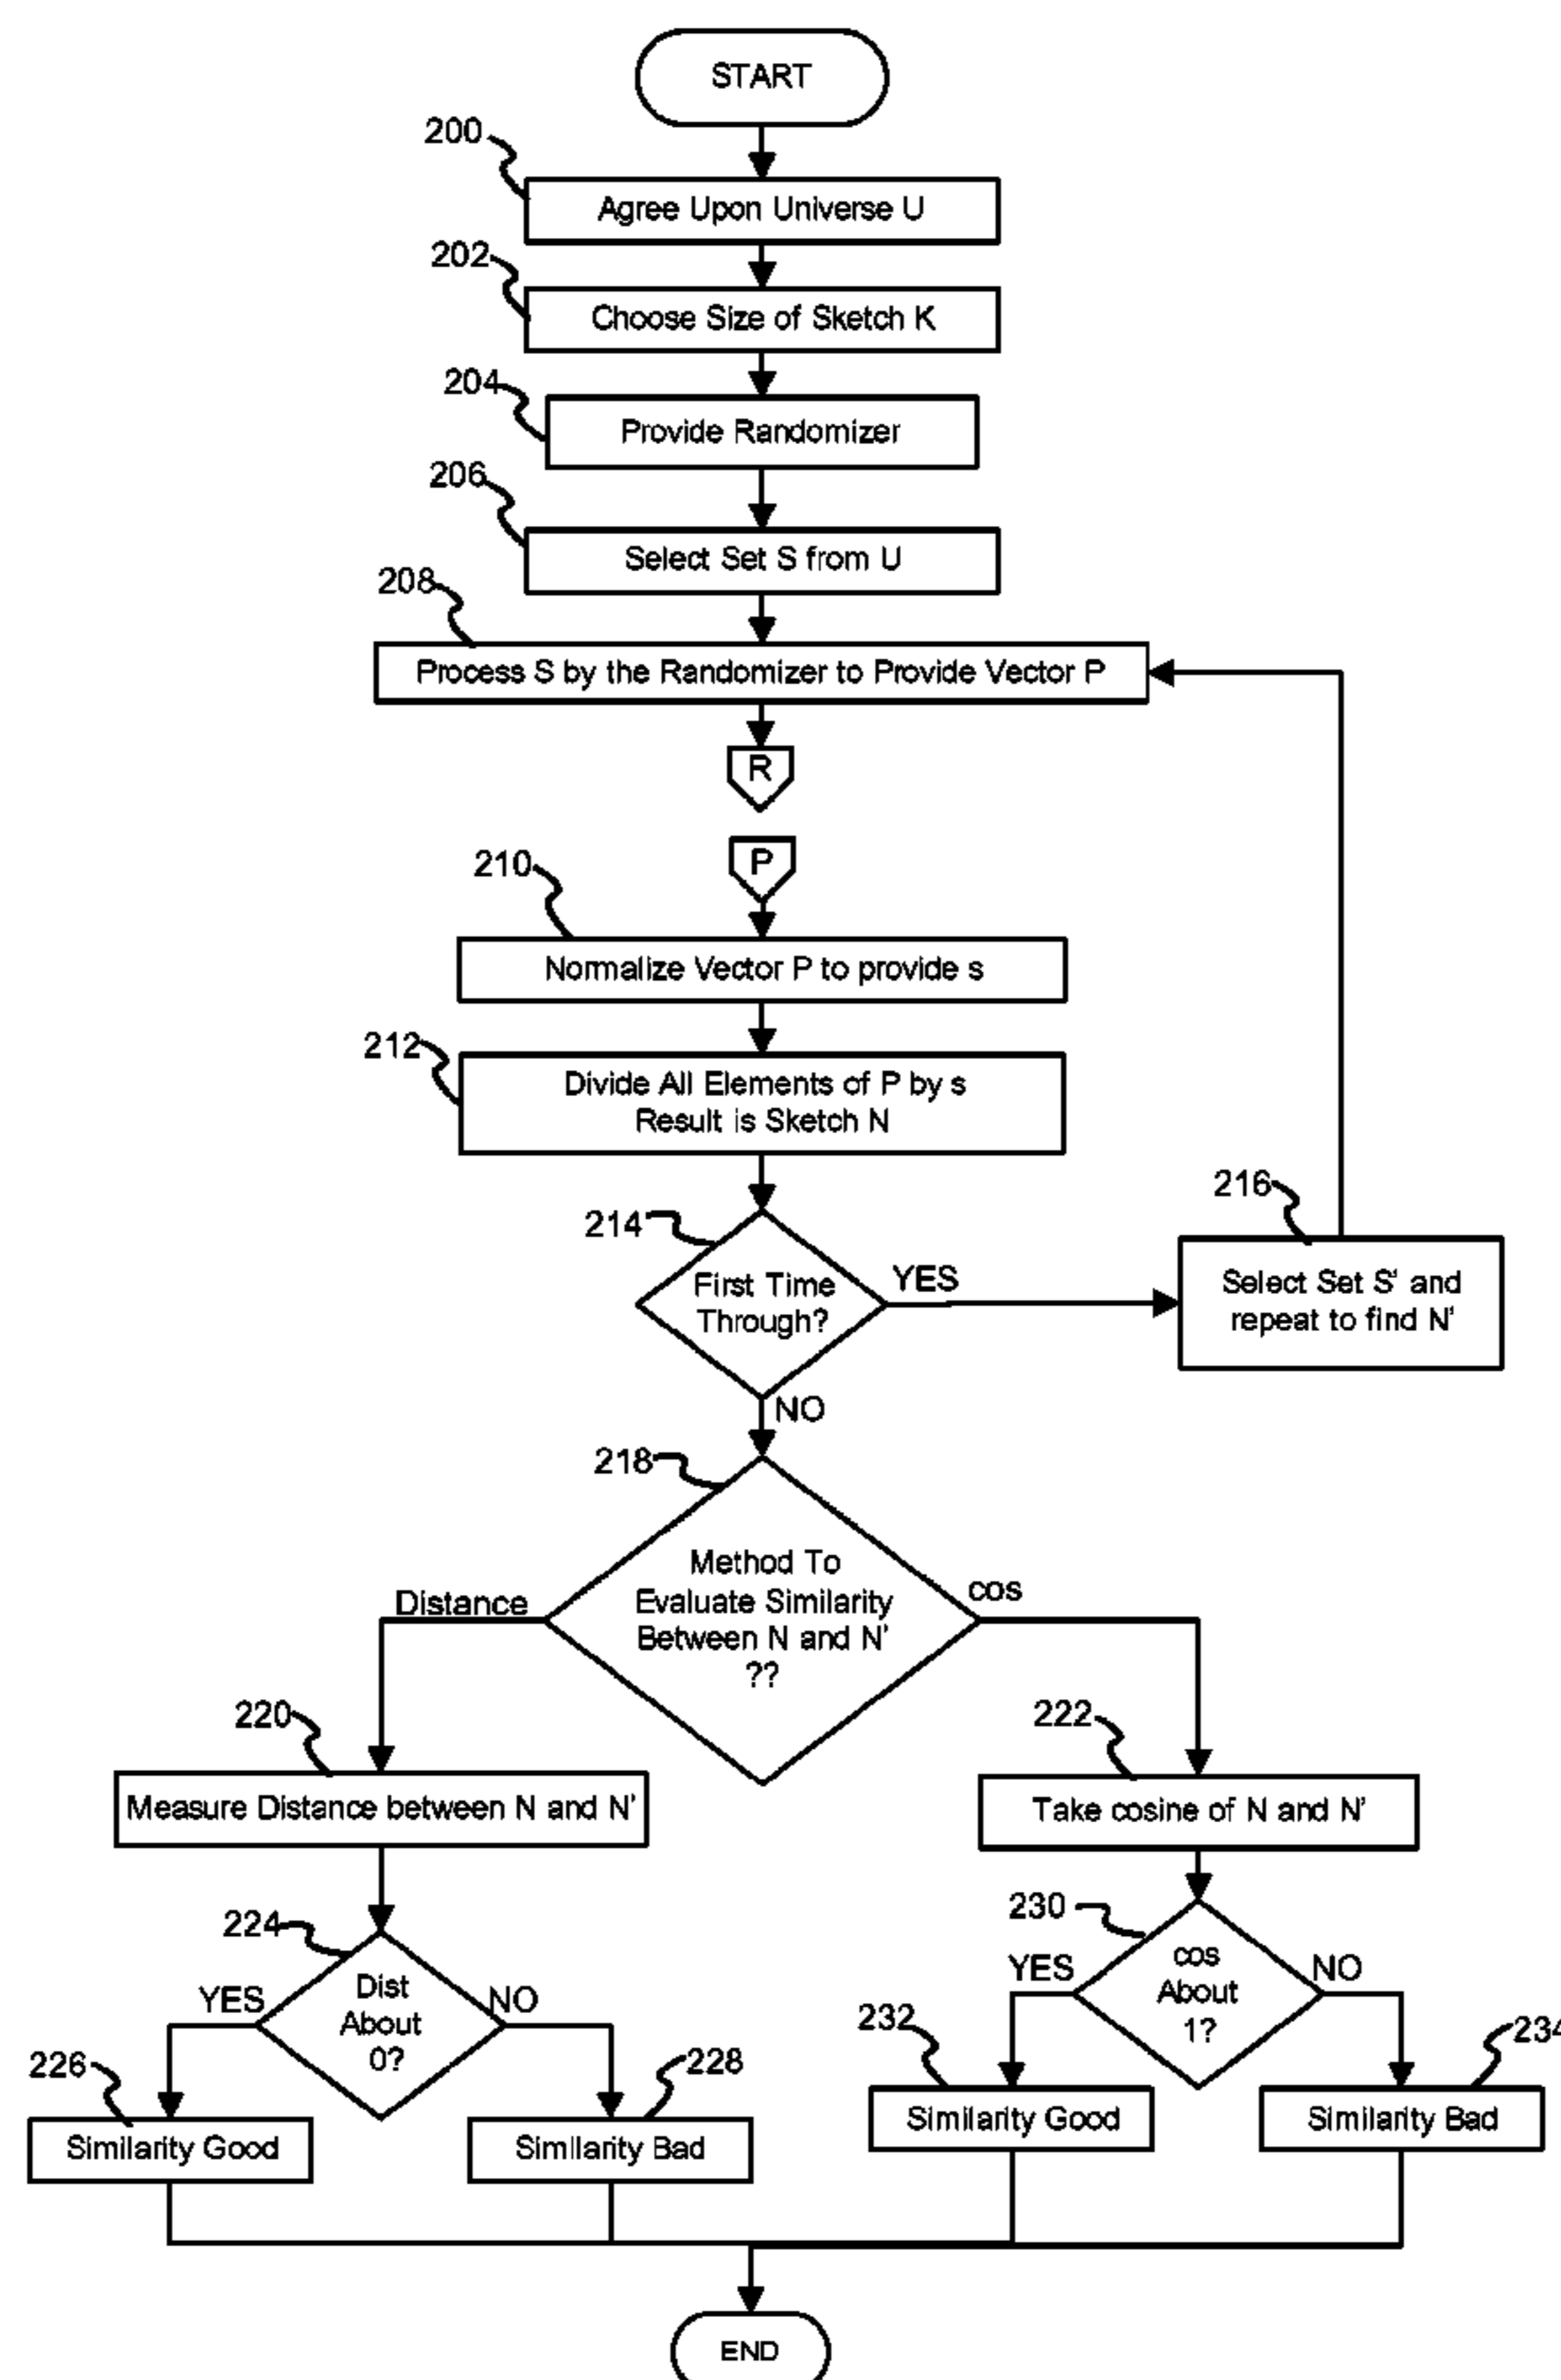 START
200
Agree Upon Universe U
202
Choose Size of Sketch K
204
Provide Randomizer
206
Select Set S from U
208
Process S by the Randomizer to Provide Vector P
R
P
210
Normalize Vector P to provide s
212
Divide All Elements of P by s
Result is Sketch N
214
First Time
Through?
YES
216
Select Set S' and
repeat to find N'
NO
218
Method To
Evaluate Similarity
Between N and N'
??
Distance
cos
220
Measure Distance between N and N'
222
Take cosine of N and N'
224
Dist
About
0?
YES
NO
230
cos
About
1?
YES
NO
226
Similarity Good
228
Similarity Bad
232
Similarity Good
234
Similarity Bad
END